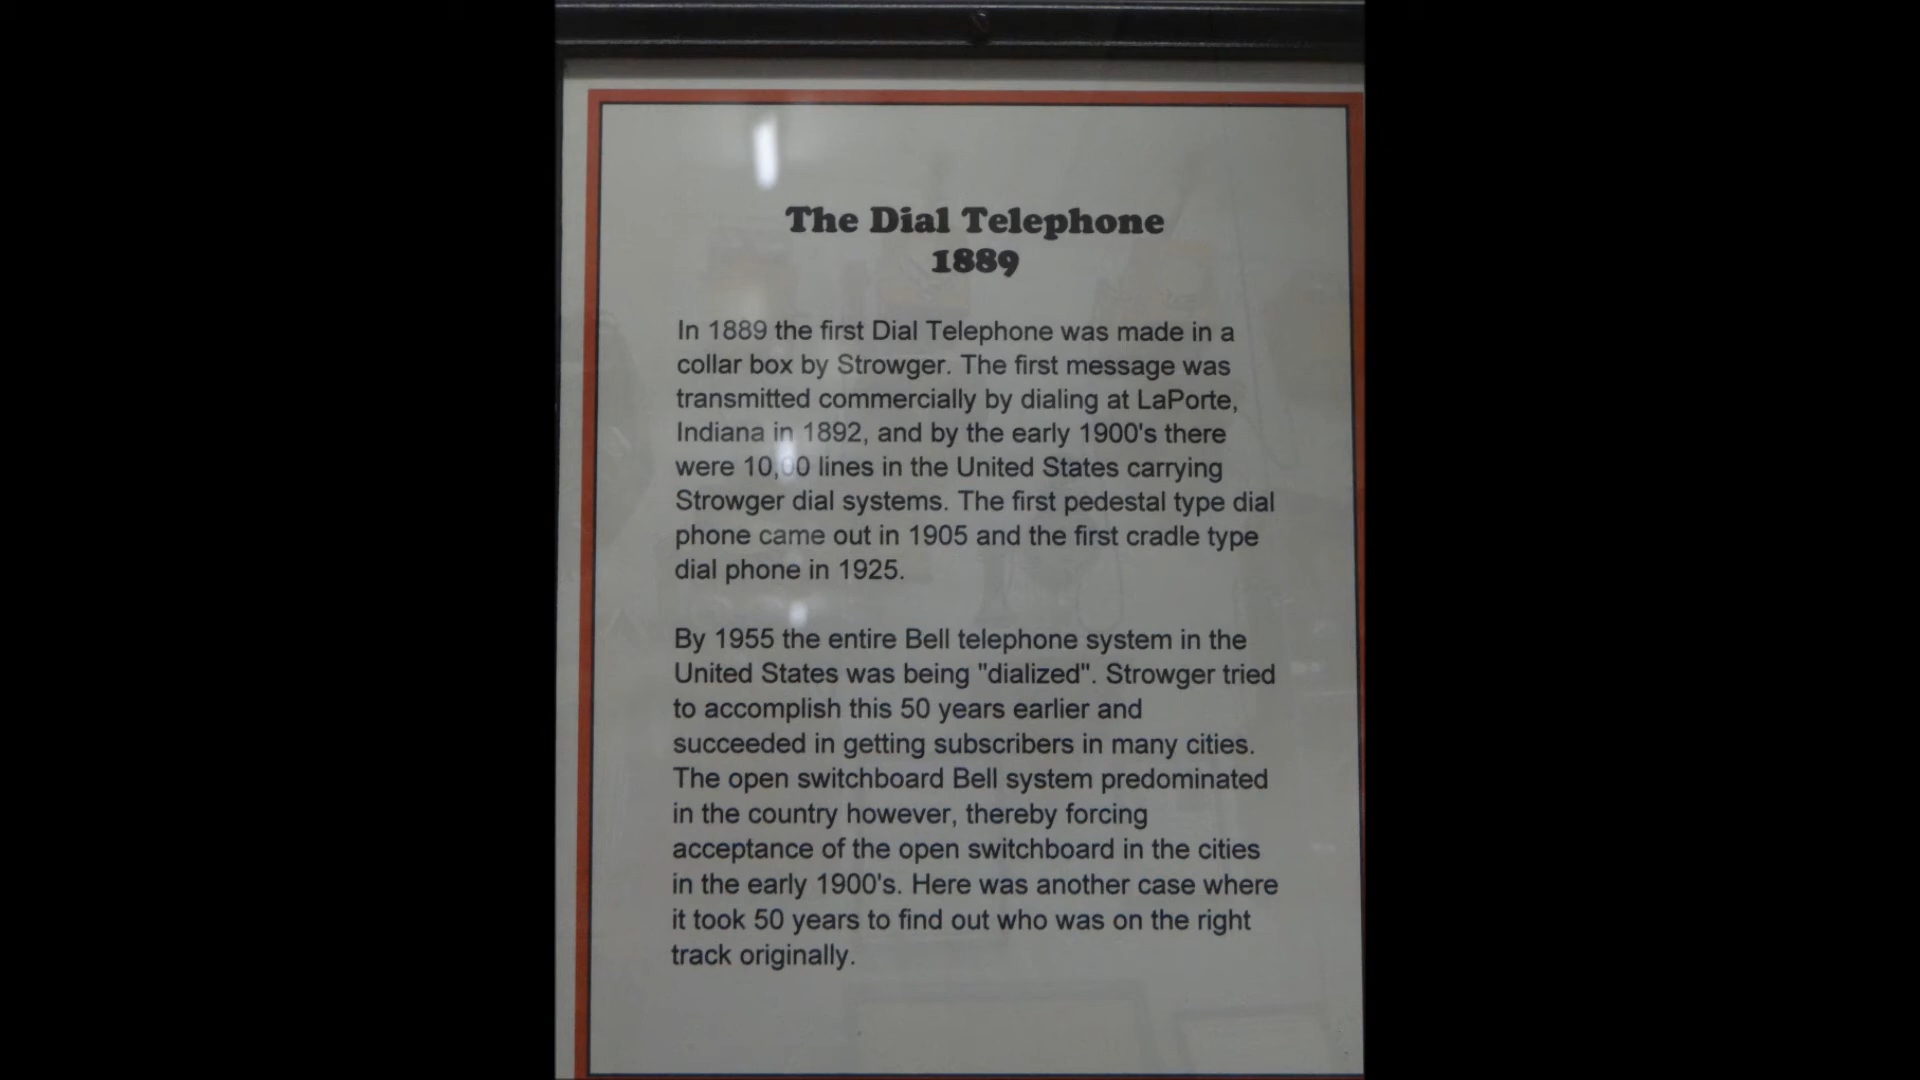 The Dial Telephone
1889
In 1889 the first Dial Telephone was made in a
collar box by Strowger. The first message was
transmitted commercially by dialing at LaPorte,
Indiana in 1892, and by the early 1900's there
were 10,00 lines in the United States carrying
Strowger dial systems. The first pedestal type dial
phone came out in 1905 and the first cradle type
dial phone in 1925.
By 1955 the entire Bell telephone system in the
United States was being "dialized". Strowger tried
to accomplish this 50 years earlier and
succeeded in getting subscribers in many cities.
The open switchboard Bell system predominated
in the country however, thereby forcing
acceptance of the open switchboard in the cities
in the early 1900's. Here was another case where
it took 50 years to find out who was on the right
track originally.